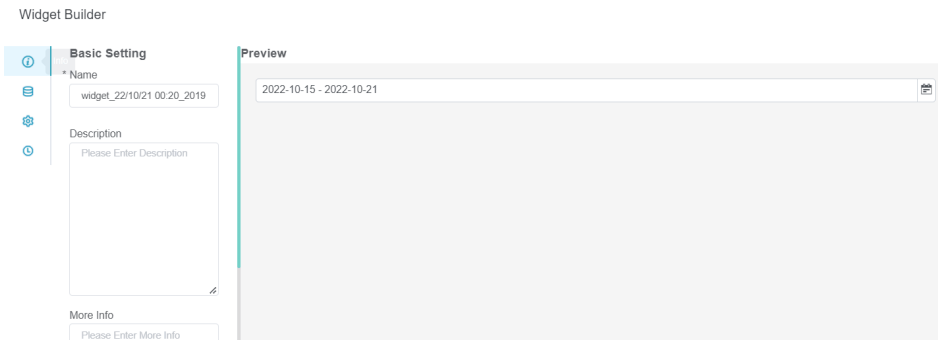 Widget Builder
Basic Setting
* Name
widget_22/10/21 00:20_2019
Description
Please Enter Description
More Info
Please Enter More Info
Preview
2022-10-15 - 2022-10-21